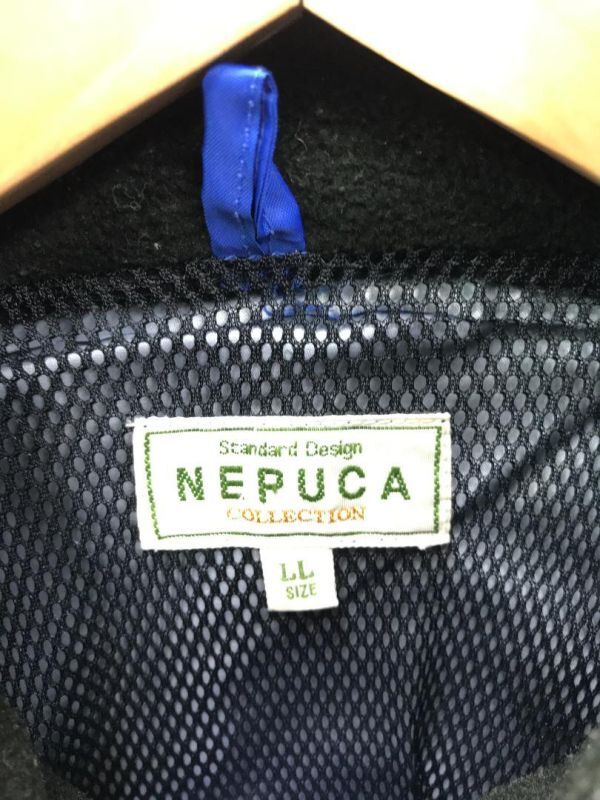 Standard Design
NEPUCA
COLLECTION
LL
SIZE